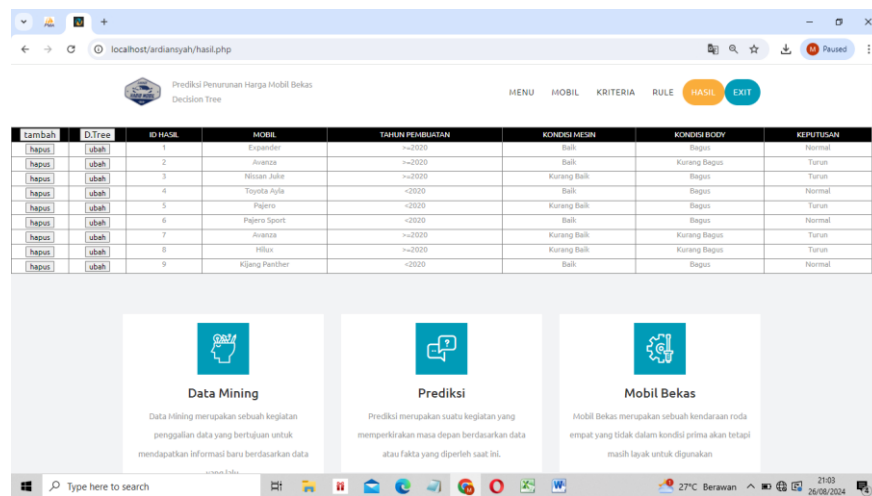 localhost/ardiansyah/hasil.php
M Paused
Prediksi Penurunan Harga Mobil Bekas
Decision Tree
MENU MOBIL KRITERIA RULE HASIL EXIT
tambah D.Tree ID HASIL MOBIL TAHUN PEMBUATAN KONDISI MESIN KONDISI BODY KEPUTUSAN
hapus ubah 1 Expander >=2020 Baik Bagus Normal
hapus ubah 2 Avanza >=2020 Baik Kurang Bagus Turun
hapus ubah 3 Nissan Juke >=2020 Kurang Baik Bagus Turun
hapus ubah 4 Toyota Ayla <2020 Baik Bagus Normal
hapus ubah 5 Pajero <2020 Kurang Baik Bagus Turun
hapus ubah 6 Pajero Sport <2020 Baik Bagus Normal
hapus ubah 7 Avanza >=2020 Kurang Baik Kurang Bagus Turun
hapus ubah 8 Hilux >=2020 Kurang Baik Kurang Bagus Turun
hapus ubah 9 Kijang Panther <2020 Baik Bagus Normal
Data Mining
Data Mining merupakan sebuah kegiatan
penggalian data yang bertujuan untuk
mendapatkan informasi baru berdasarkan data
yang lalu
Prediksi
Prediksi merupakan suatu kegiatan yang
memperkirakan masa depan berdasarkan data
atau fakta yang diperleh saat ini.
Mobil Bekas
Mobil Bekas merupakan sebuah kendaraan roda
empat yang tidak dalam kondisi prima akan tetapi
masih layak untuk digunakan
Type here to search
27°C Berawan
21:03
26/08/2024